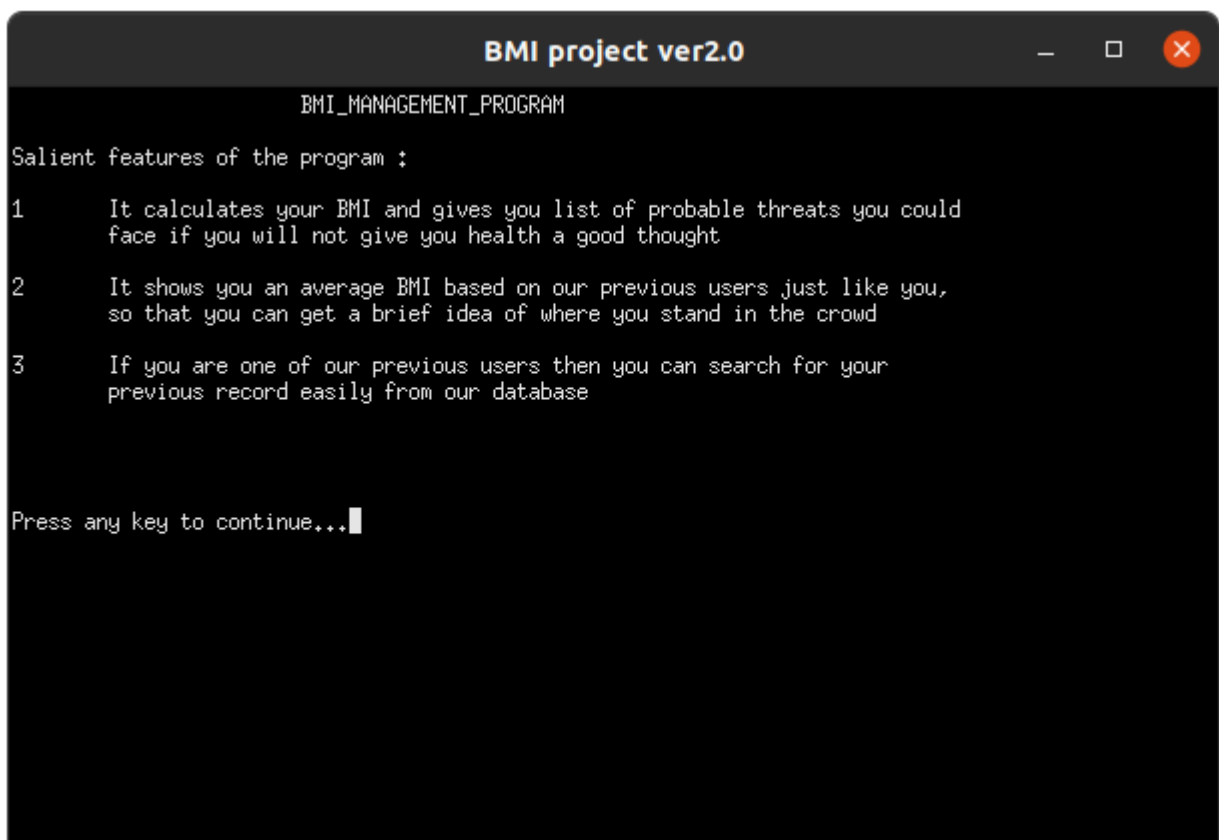 BMI project ver2.0
BMI_MANAGEMENT_PROGRAM
Salient features of the program :
1 It calculates your BMI and gives you list of probable threats you could
face if you will not give you health a good thought
2 It shows you an average BMI based on our previous users just like you,
so that you can get a brief idea of where you stand in the crowd
3 If you are one of our previous users then you can search for your
previous record easily from our database
Press any key to continue...